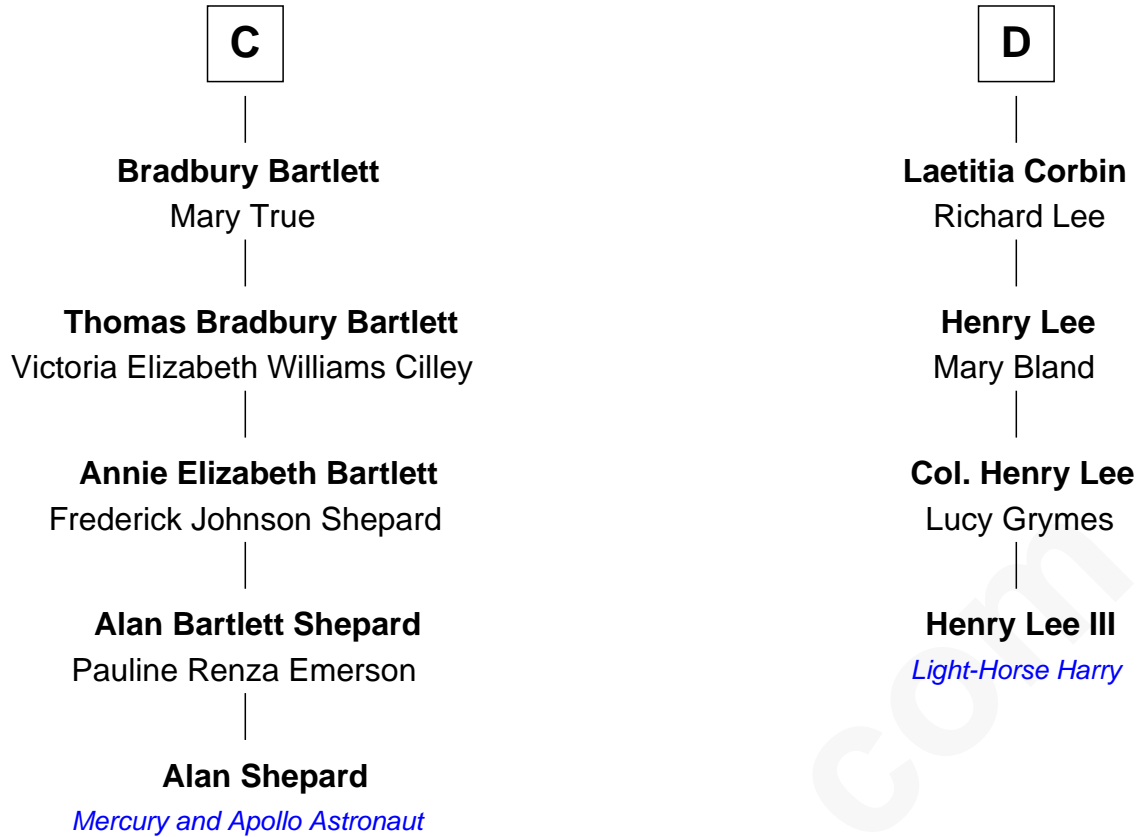 C
Bradbury Bartlett
Mary True
Thomas Bradbury Bartlett
Victoria Elizabeth Williams Cilley
Annie Elizabeth Bartlett
Frederick Johnson Shepard
Alan Bartlett Shepard
Pauline Renza Emerson
Alan Shepard
Mercury and Apollo Astronaut
D
Laetitia Corbin
Richard Lee
Henry Lee
Mary Bland
Col. Henry Lee
Lucy Grymes
Henry Lee III
Light-Horse Harry
com